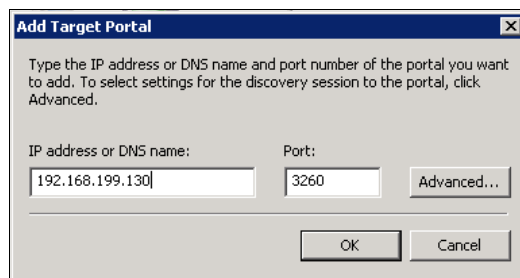 Add Target Portal
Type the IP address or DNS name and port number of the portal you want
to add. To select settings for the discovery session to the portal, click
Advanced.
IP address or DNS name: Port:
192.168.199.130 3260 Advanced...
OK Cancel